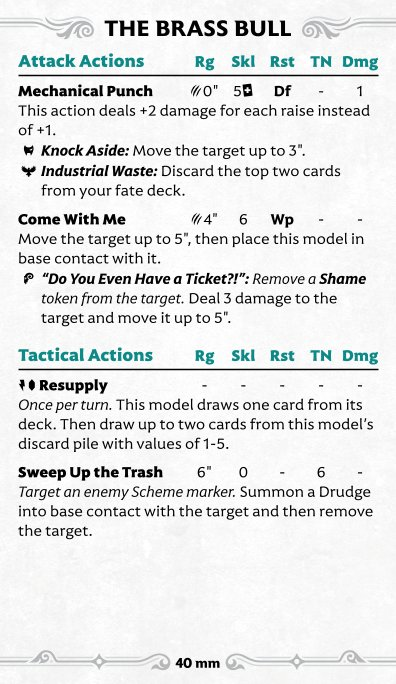 THE BRASS BULL
Attack Actions Rg Skl Rst TN Dmg
Mechanical Punch 0" 5 Df - 1
This action deals +2 damage for each raise instead
of +1.
Knock Aside: Move the target up to 3".
Industrial Waste: Discard the top two cards
from your fate deck.
Come With Me 4" 6 Wp - -
Move the target up to 5", then place this model in
base contact with it.
"Do You Even Have a Ticket?!": Remove a Shame
token from the target. Deal 3 damage to the
target and move it up to 5".
Tactical Actions Rg Skl Rst TN Dmg
Resupply - - - - -
Once per turn. This model draws one card from its
deck. Then draw up to two cards from this model's
discard pile with values of 1-5.
Sweep Up the Trash 6" 0 - 6 -
Target an enemy Scheme marker. Summon a Drudge
into base contact with the target and then remove
the target.
40 mm